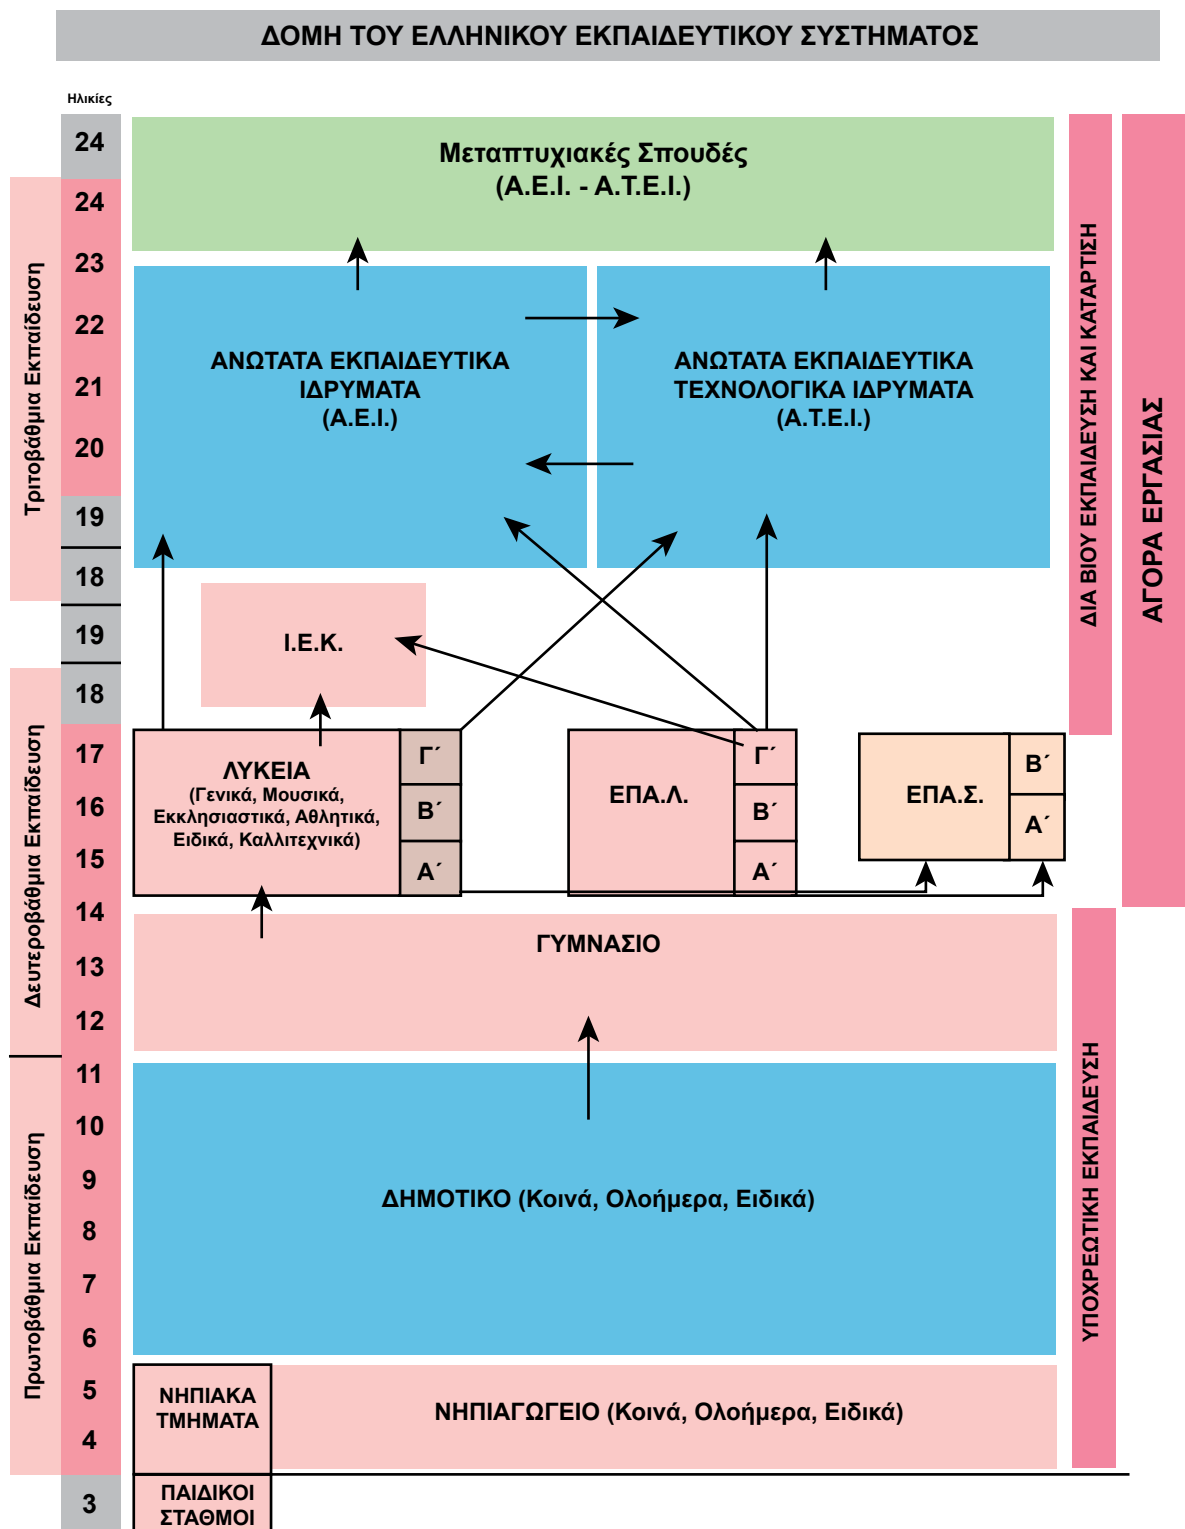 ΔΟΜΗ ΤΟΥ ΕΛΛΗΝΙΚΟΥ ΕΚΠΑΙΔΕΥΤΙΚΟΥ ΣΥΣΤΗΜΑΤΟΣ
Ηλικίες
24
24
23
22
21
20
19
18
19
18
17
16
15
14
13
12
11
10
9
8
7
6
5
4
3
Τριτοβάθμια Εκπαίδευση
Δευτεροβάθμια Εκπαίδευση
Πρωτοβάθμια Εκπαίδευση
Μεταπτυχιακές Σπουδές
(Α.Ε.Ι. - Α.Τ.Ε.Ι.)
ΑΝΩΤΑΤΑ ΕΚΠΑΙΔΕΥΤΙΚΑ
ΙΔΡΥΜΑΤΑ
(Α.Ε.Ι.)
ΑΝΩΤΑΤΑ ΕΚΠΑΙΔΕΥΤΙΚΑ
ΤΕΧΝΟΛΟΓΙΚΑ ΙΔΡΥΜΑΤΑ
(Α.Τ.Ε.Ι.)
Ι.Ε.Κ.
ΛΥΚΕΙΑ
(Γενικά, Μουσικά,
Εκκλησιαστικά, Αθλητικά,
Ειδικά, Καλλιτεχνικά)
Γ´
Β´
Α´
ΕΠΑ.Λ.
Γ´
Β´
Α´
ΕΠΑ.Σ.
Β´
Α´
ΓΥΜΝΑΣΙΟ
ΔΗΜΟΤΙΚΟ (Κοινά, Ολοήμερα, Ειδικά)
ΝΗΠΙΑΚΑ
ΤΜΗΜΑΤΑ
ΝΗΠΙΑΓΩΓΕΙΟ (Κοινά, Ολοήμερα, Ειδικά)
ΠΑΙΔΙΚΟΙ
ΣΤΑΘΜΟΙ
ΔΙΑ ΒΙΟΥ ΕΚΠΑΙΔΕΥΣΗ ΚΑΙ ΚΑΤΑΡΤΙΣΗ
ΑΓΟΡΑ ΕΡΓΑΣΙΑΣ
ΥΠΟΧΡΕΩΤΙΚΗ ΕΚΠΑΙΔΕΥΣΗ